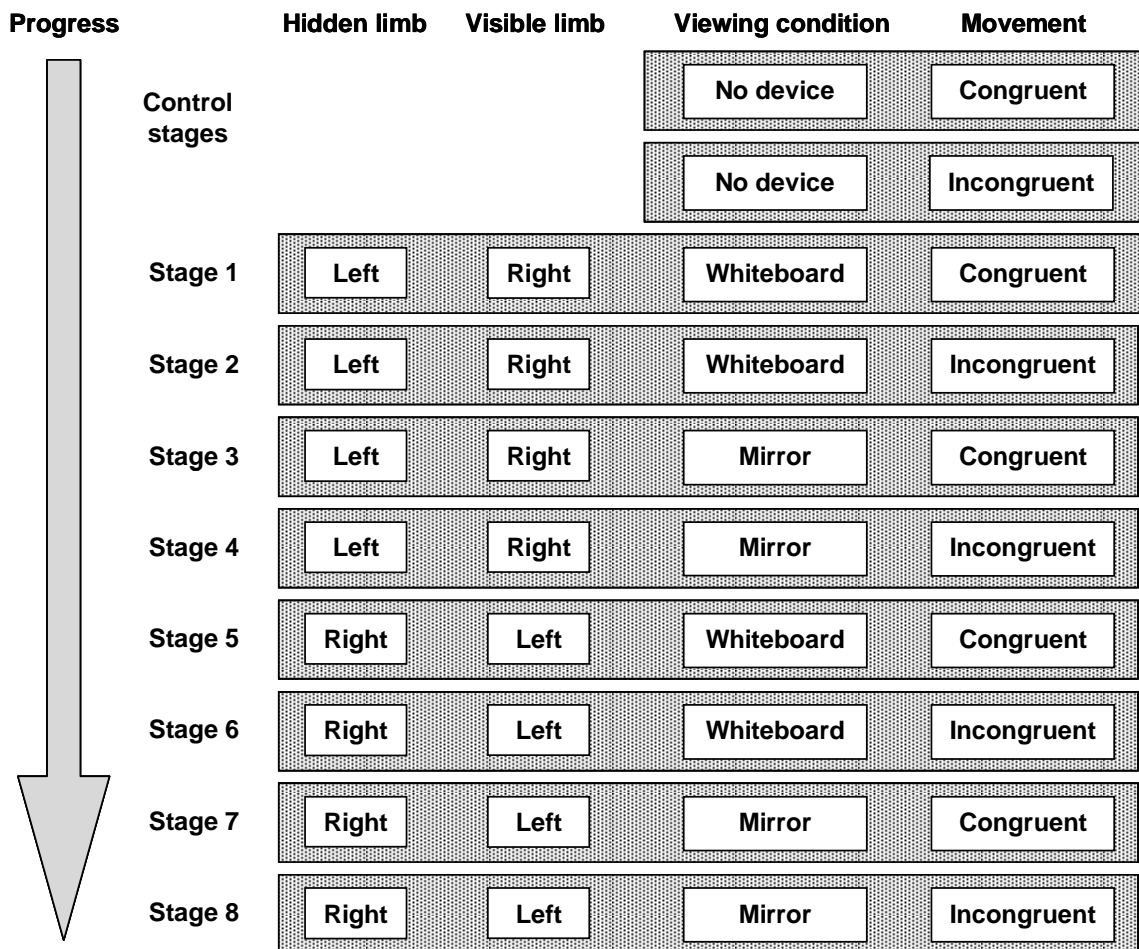 Progress Hidden limb Visible limb Viewing condition Movement
Control
stages
No device Congruent
No device Incongruent
Stage 1 Left Right Whiteboard Congruent
Stage 2 Left Right Whiteboard Incongruent
Stage 3 Left Right Mirror Congruent
Stage 4 Left Right Mirror Incongruent
Stage 5 Right Left Whiteboard Congruent
Stage 6 Right Left Whiteboard Incongruent
Stage 7 Right Left Mirror Congruent
Stage 8 Right Left Mirror Incongruent